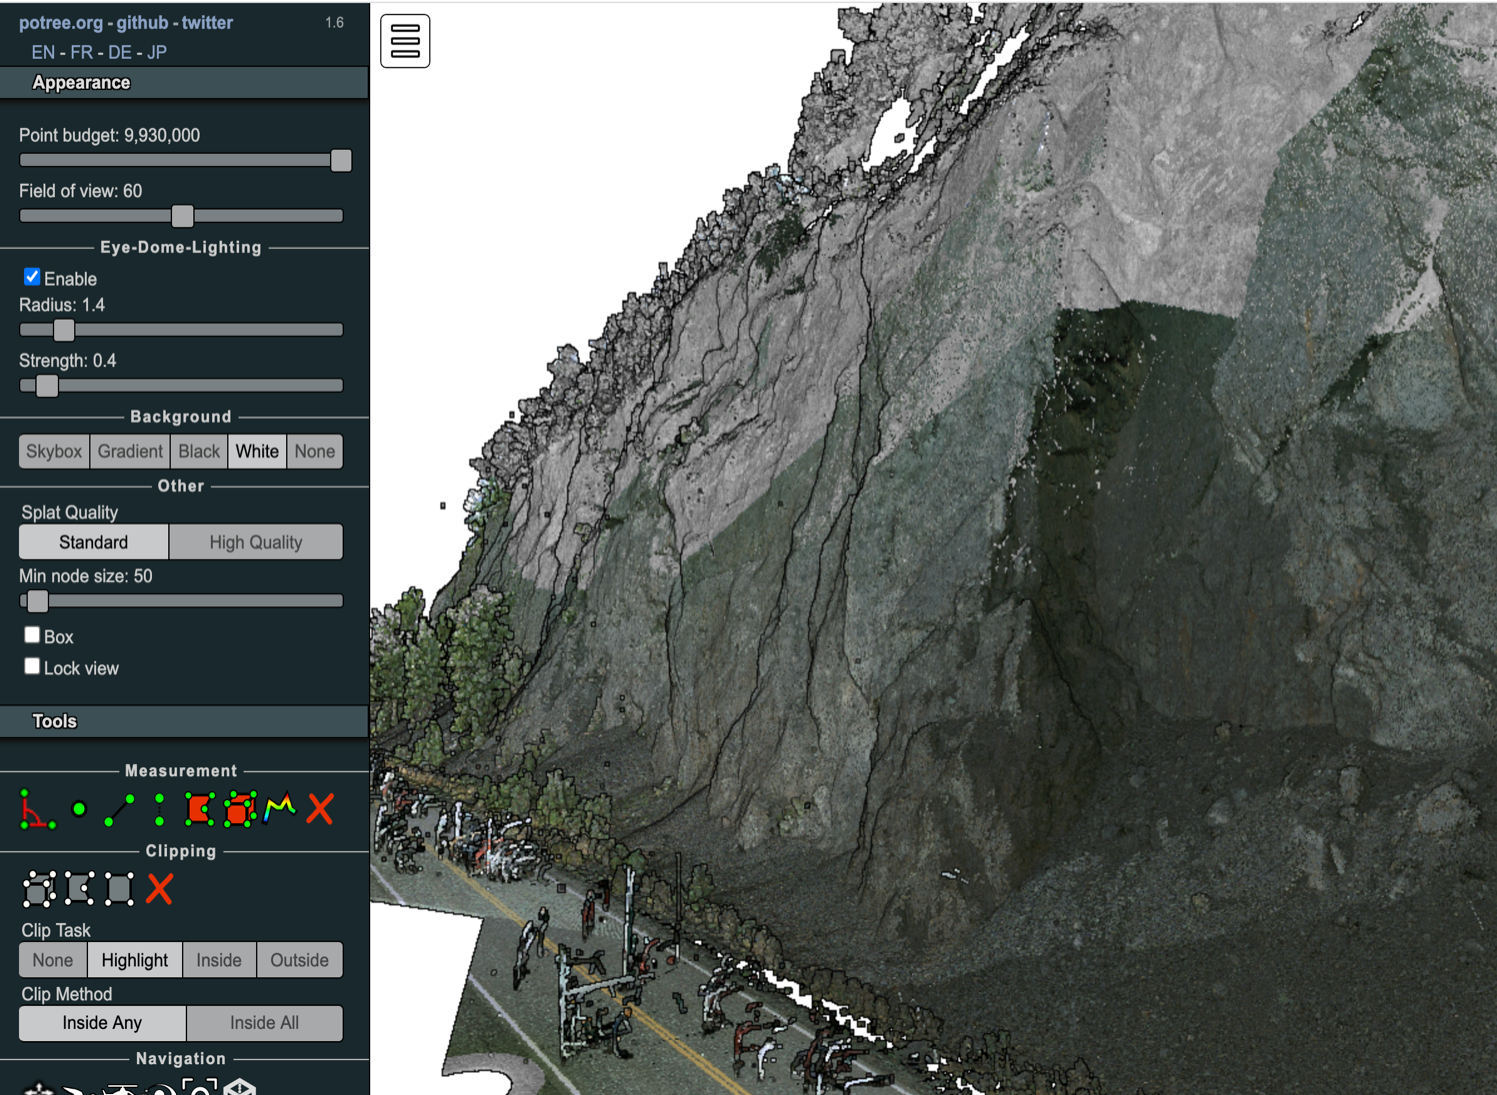 potree.org - github - twitter 1.6
EN - FR - DE - JP
Appearance
Point budget: 9,930,000
Field of view: 60
Eye-Dome-Lighting
Enable
Radius: 1.4
Strength: 0.4
Background
Skybox Gradient Black White None
Other
Splat Quality
Standard High Quality
Min node size: 50
Box
Lock view
Tools
Measurement
Clipping
Clip Task
None Highlight Inside Outside
Clip Method
Inside Any Inside All
Navigation